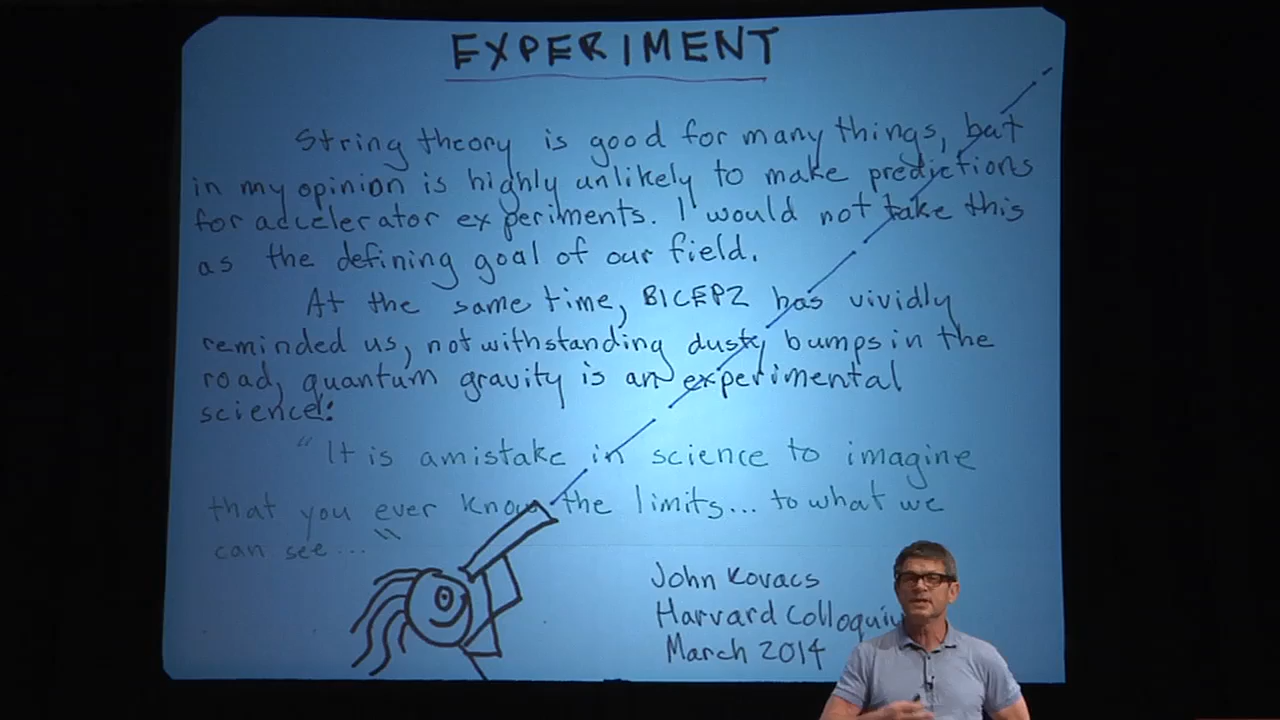 EXPERIMENT
String theory is good for many things, but
in my opinion is highly unlikely to make predictions
for adcelerator experiments. I would not take this
as the defining goal of our field.
At the same time, BICEP2 has vividly
reminded us, notwithstanding dusty bumps in the
road, quantum gravity is an experimental
science!:
"It is a mistake in science to imagine
that you ever know the limits... to what we
can see..."
John Kovacs
Harvard Colloquiu
March 2014